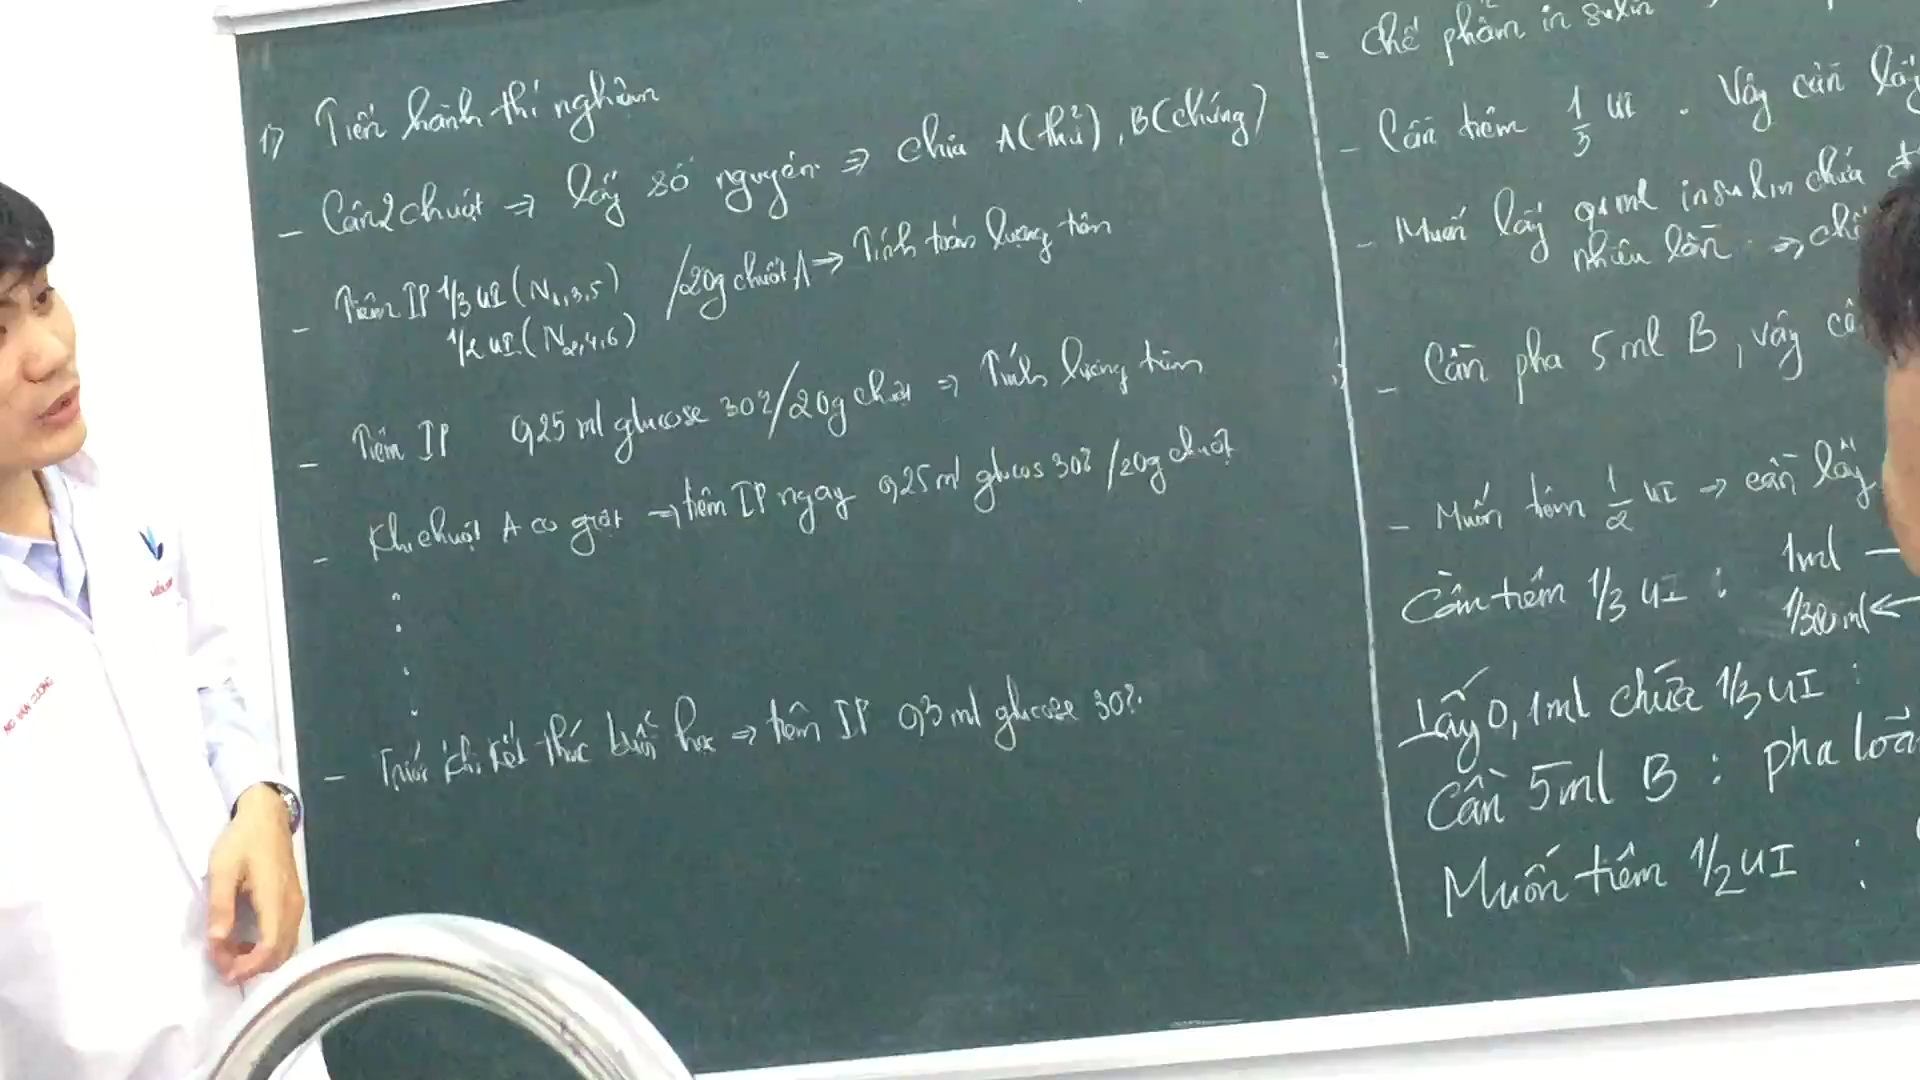 1) Tiến hành thí nghiệm
- Cân 2 chuột => lấy số nguyên => chia A (thử), B (chứng)
- Tiêm IP 1/3 UI (N1,3,5) /20g chuột A → Tính toán lượng tiêm
1/2 UI (N2,4,6)
- Tiêm IP 0,25 ml glucose 30% /20g chuột => Tính lượng tiêm
- Khi chuột A co giật → tiêm IP ngay 0,25 ml glucos 30% /20g chuột
- Trước khi kết thúc buổi học => tiêm IP 0,3 ml glucose 30%
- Chế phẩm insulin
- Cần tiêm 1/3 UI. Vậy cần lấy
- Muốn lấy 0,1 ml insulin chứa
nhiêu lần => chế
- Cần pha 5 ml B, vậy
- Muốn tiêm 1/2 UI → cần lấy
Cần tiêm 1/3 UI : 1ml —
1/300 ml ←
Lấy 0,1ml chứa 1/3 UI :
Cần 5ml B : pha
Muốn tiêm 1/2 UI :